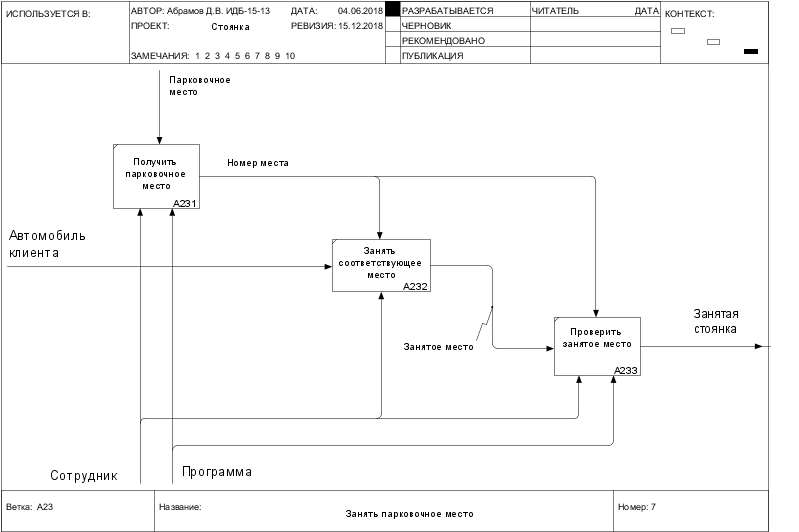 ИСПОЛЬЗУЕТСЯ В:
АВТОР: Абрамов Д.В. ИДБ-15-13
ДАТА: 04.06.2018
ПРОЕКТ: Стоянка
РЕВИЗИЯ: 15.12.2018
ЗАМЕЧАНИЯ: 1 2 3 4 5 6 7 8 9 10
РАЗРАБАТЫВАЕТСЯ
ЧЕРНОВИК
РЕКОМЕНДОВАНО
ПУБЛИКАЦИЯ
ЧИТАТЕЛЬ ДАТА
КОНТЕКСТ:
Парковочное
место
Получить
парковочное
место
A231
Номер места
Автомобиль
клиента
Занять
соответствующее
место
A232
Занятое место
Проверить
занятое место
A233
Занятая
стоянка
Сотрудник
Программа
Ветка: A23
Название:
Занять парковочное место
Номер: 7